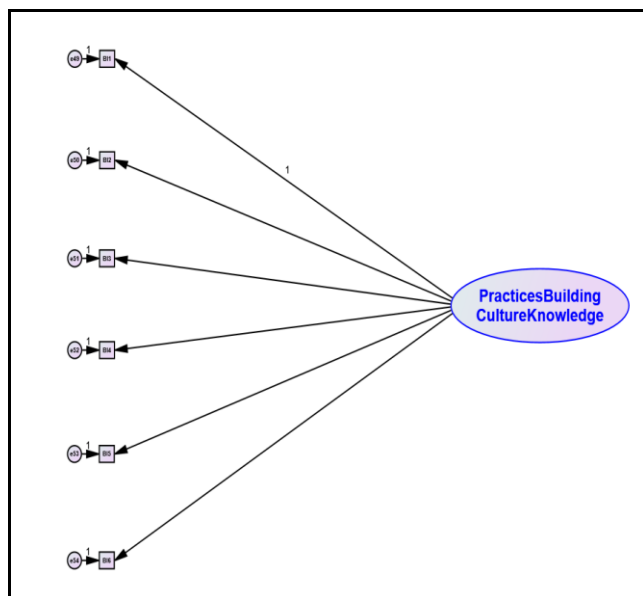 1
e49 BI1
1
1
e50 BI2
1
e51 BI3
PracticesBuilding
CultureKnowledge
1
e52 BI4
1
e53 BI5
1
e54 BI6